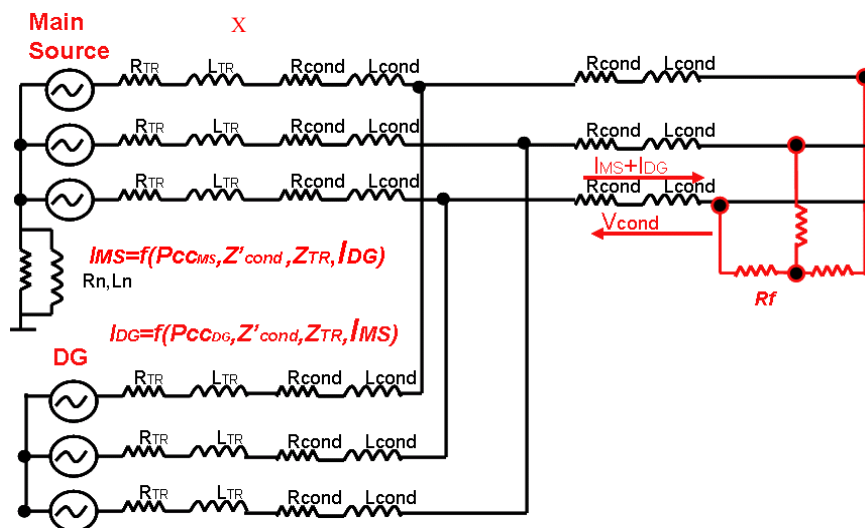 Main Source
X
RTR LTR Rcond Lcond Rcond Lcond
RTR LTR Rcond Lcond Rcond Lcond
IMS+IDG
RTR LTR Rcond Lcond Rcond Lcond
Vcond
IMS=f(PccMS,Z'cond,ZTR,IDG)
Rn,Ln
Rf
IDG=f(PccDG,Z'cond,ZTR,IMS)
DG
RTR LTR Rcond Lcond
RTR LTR Rcond Lcond
RTR LTR Rcond Lcond